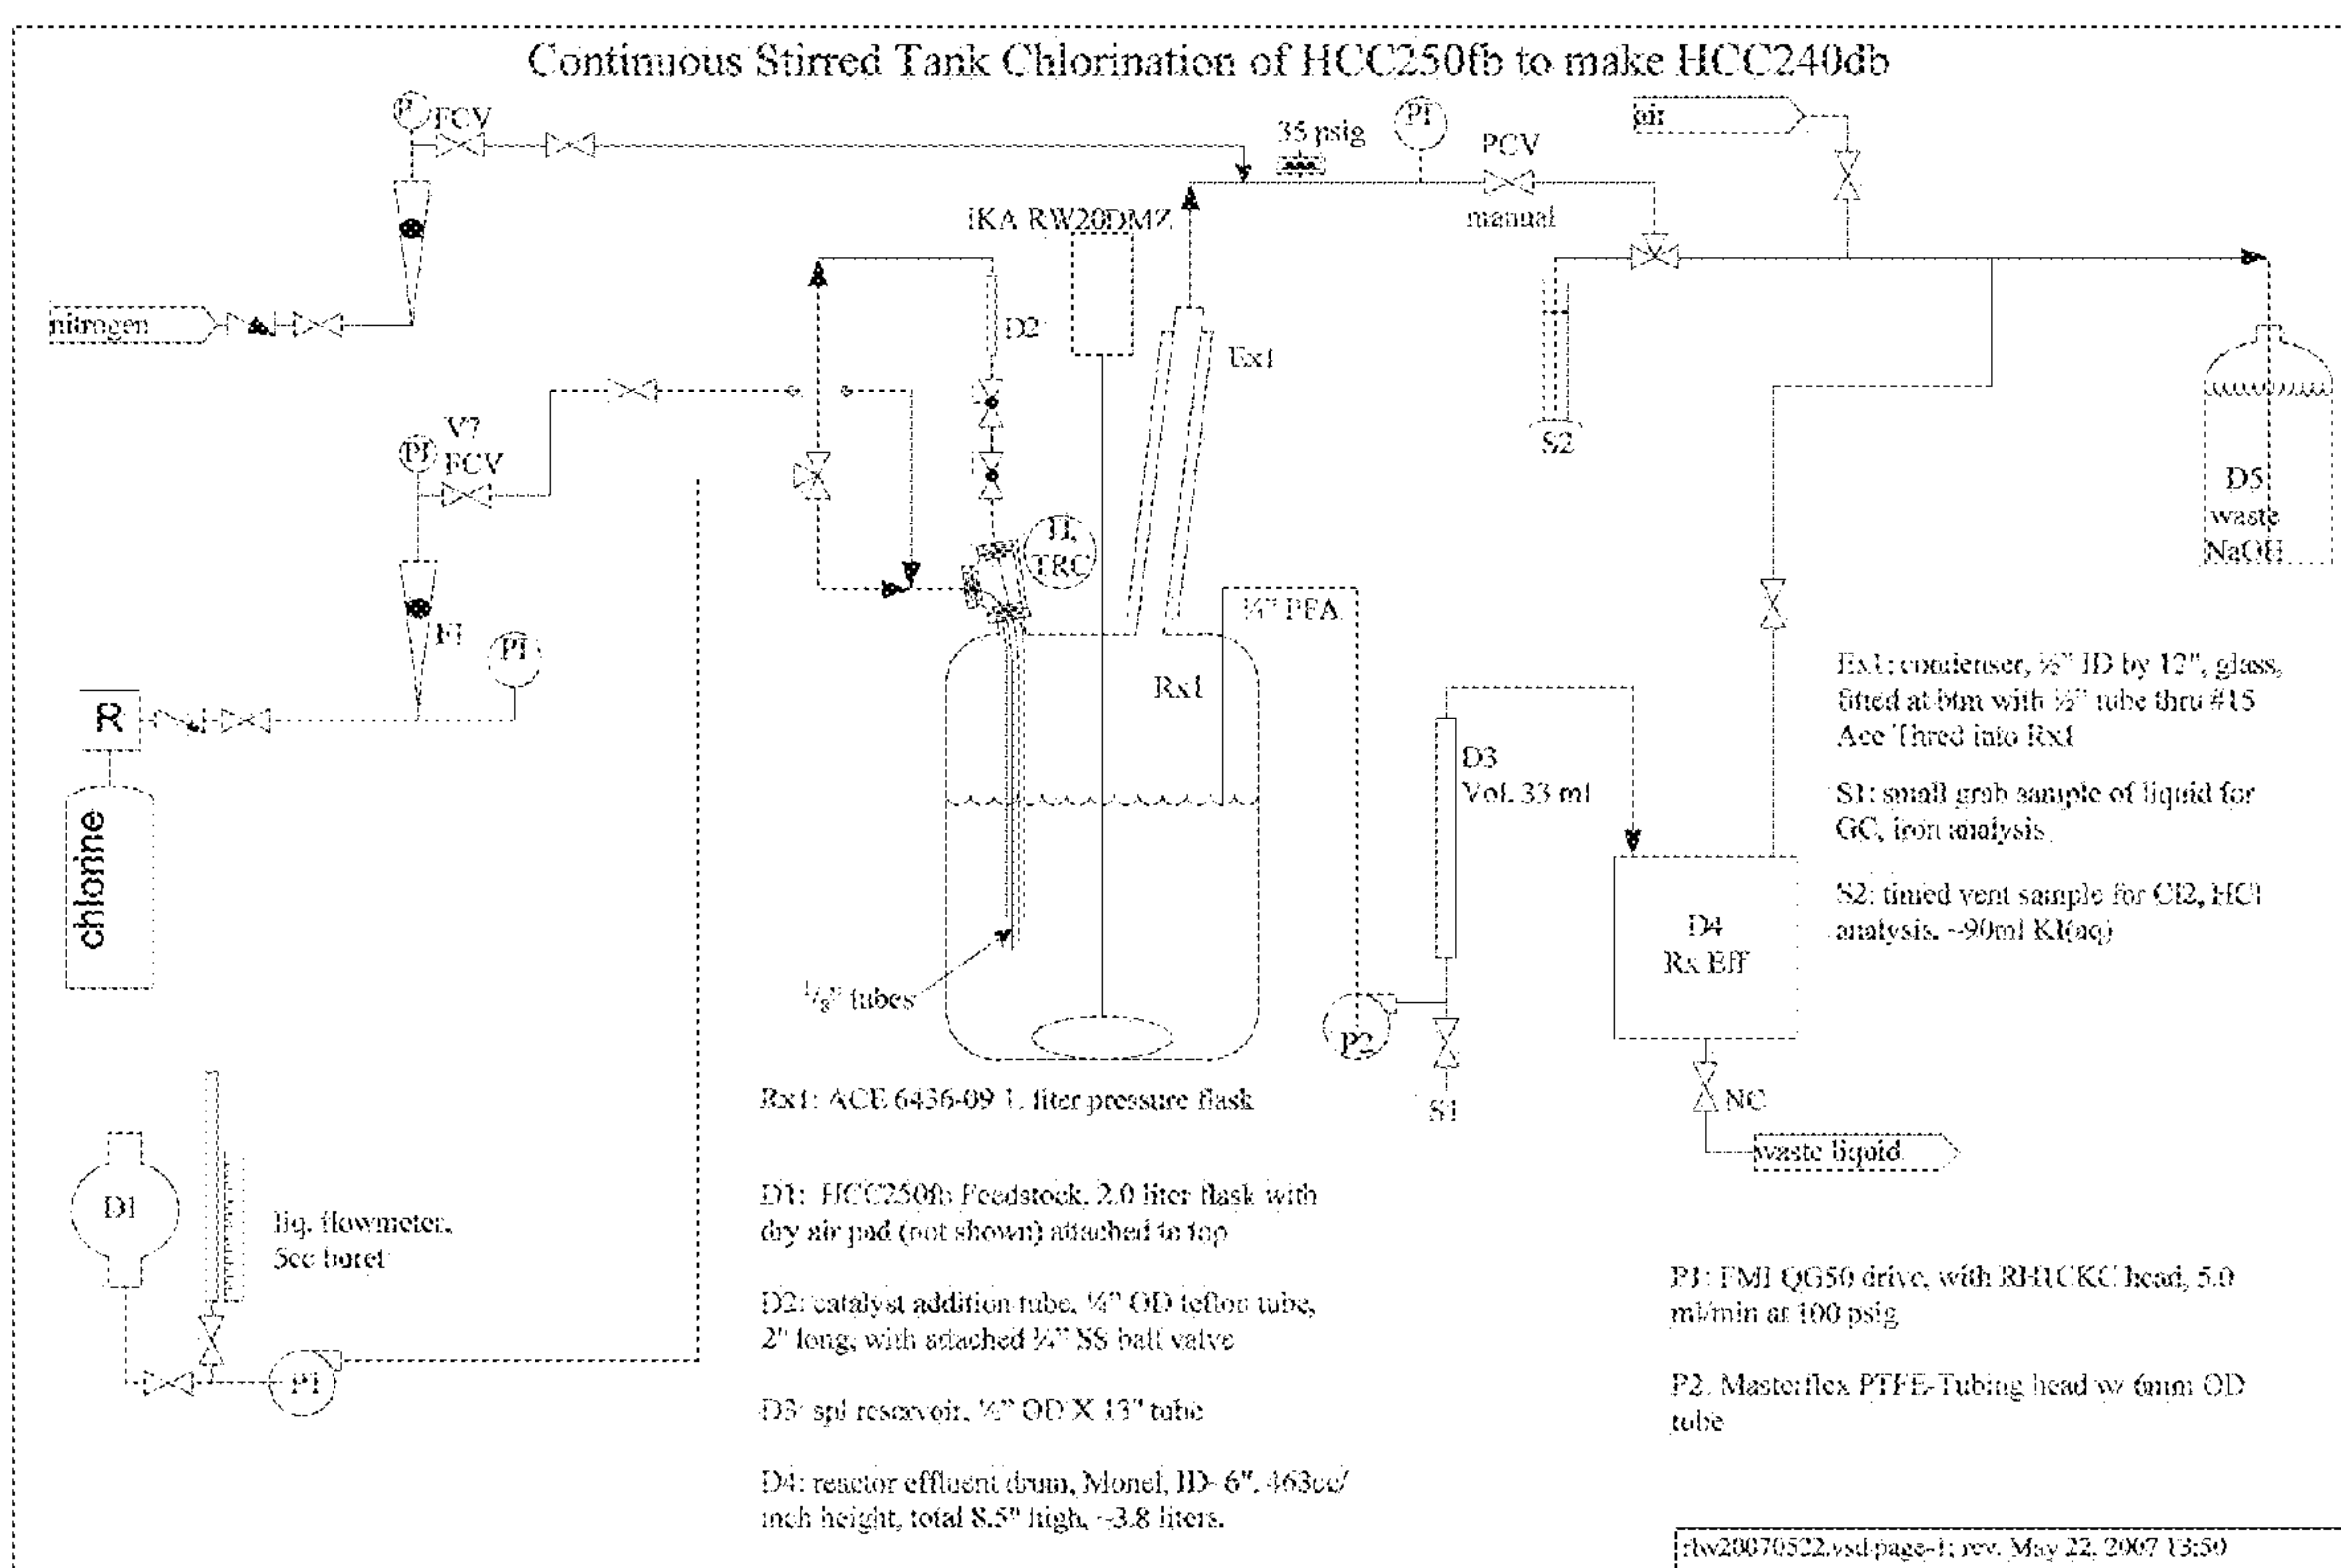 Continuous Stirred Tank Chlorination of HCC250fb to make HCC240db
FCV
35 psig
PI
PCV
manual
air
IKA RW20DMZ
nitrogen
D2
Ex1
S2
V7
PI
FCV
TI,
TRC
D5
waste
NaOH
¼" PFA
FI
PI
Rx1
R
chlorine
D3
Vol. 33 ml
Ex1: condenser, ½" ID by 12", glass,
fitted at btm with ½" tube thru #15
Ace Thred into Rx1
S1: small grab sample of liquid for
GC, iron analysis
S2: timed vent sample for Cl2, HCl
analysis. ~90ml KI(aq)
D4
Rx Eff
1/8" tubes
P2
S1
NC
waste liquid
Rx1: ACE 6436-09 1. liter pressure flask
D1
liq. flowmeter,
5cc buret
P1
D1: HCC250fb Feedstock, 2.0 liter flask with
dry air pad (not shown) attached to top
D2: catalyst addition tube, ¼" OD teflon tube,
2" long, with attached ¼" SS ball valve
D3: spl reservoir, ½" OD X 13" tube
D4: reactor effluent drum, Monel, ID- 6", 463cc/
inch height, total 8.5" high, ~3.8 liters.
P1: FMI QG50 drive, with RH1CKC head, 5.0
ml/min at 100 psig
P2. Masterflex PTFE-Tubing head w/ 6mm OD
tube
rlw20070522.vsd page-1; rev. May 22, 2007 13:50